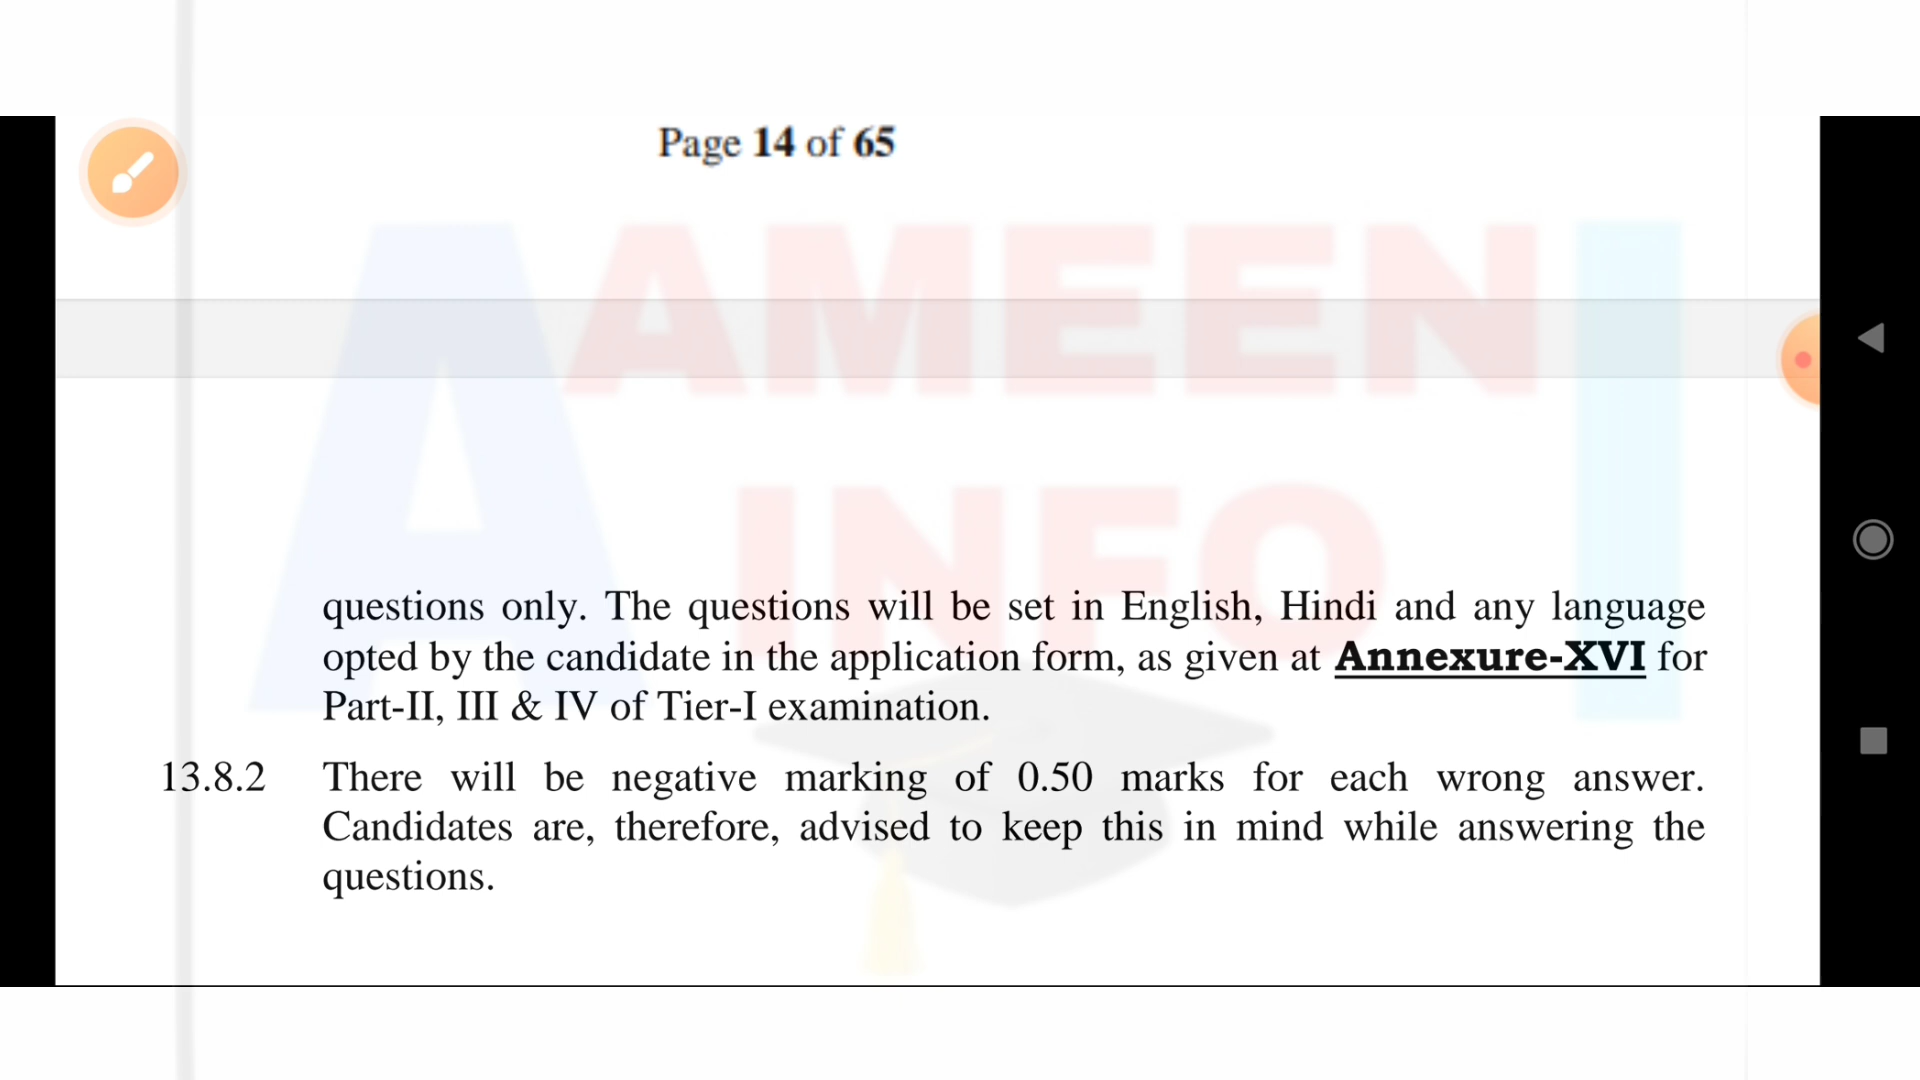 Page 14 of 65
AMEEN
INFO
questions only. The questions will be set in English, Hindi and any language
opted by the candidate in the application form, as given at Annexure-XVI for
Part-II, III & IV of Tier-I examination.
13.8.2 There will be negative marking of 0.50 marks for each wrong answer.
Candidates are, therefore, advised to keep this in mind while answering the
questions.